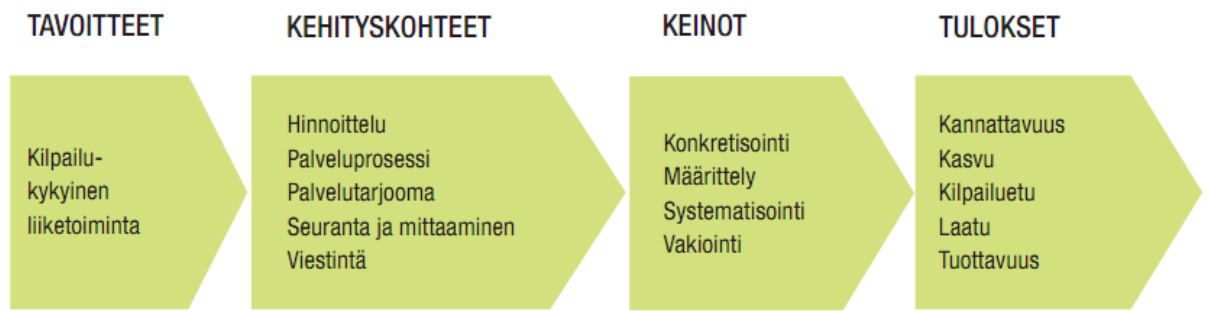 TAVOITTEET
KEHITYSKOHTEET
KEINOT
TULOKSET
Kilpailu-
kykyinen
liiketoiminta
Hinnoittelu
Palveluprosessi
Palvelutarjooma
Seuranta ja mittaaminen
Viestintä
Konkretisointi
Määrittely
Systematisointi
Vakiointi
Kannattavuus
Kasvu
Kilpailuetu
Laatu
Tuottavuus